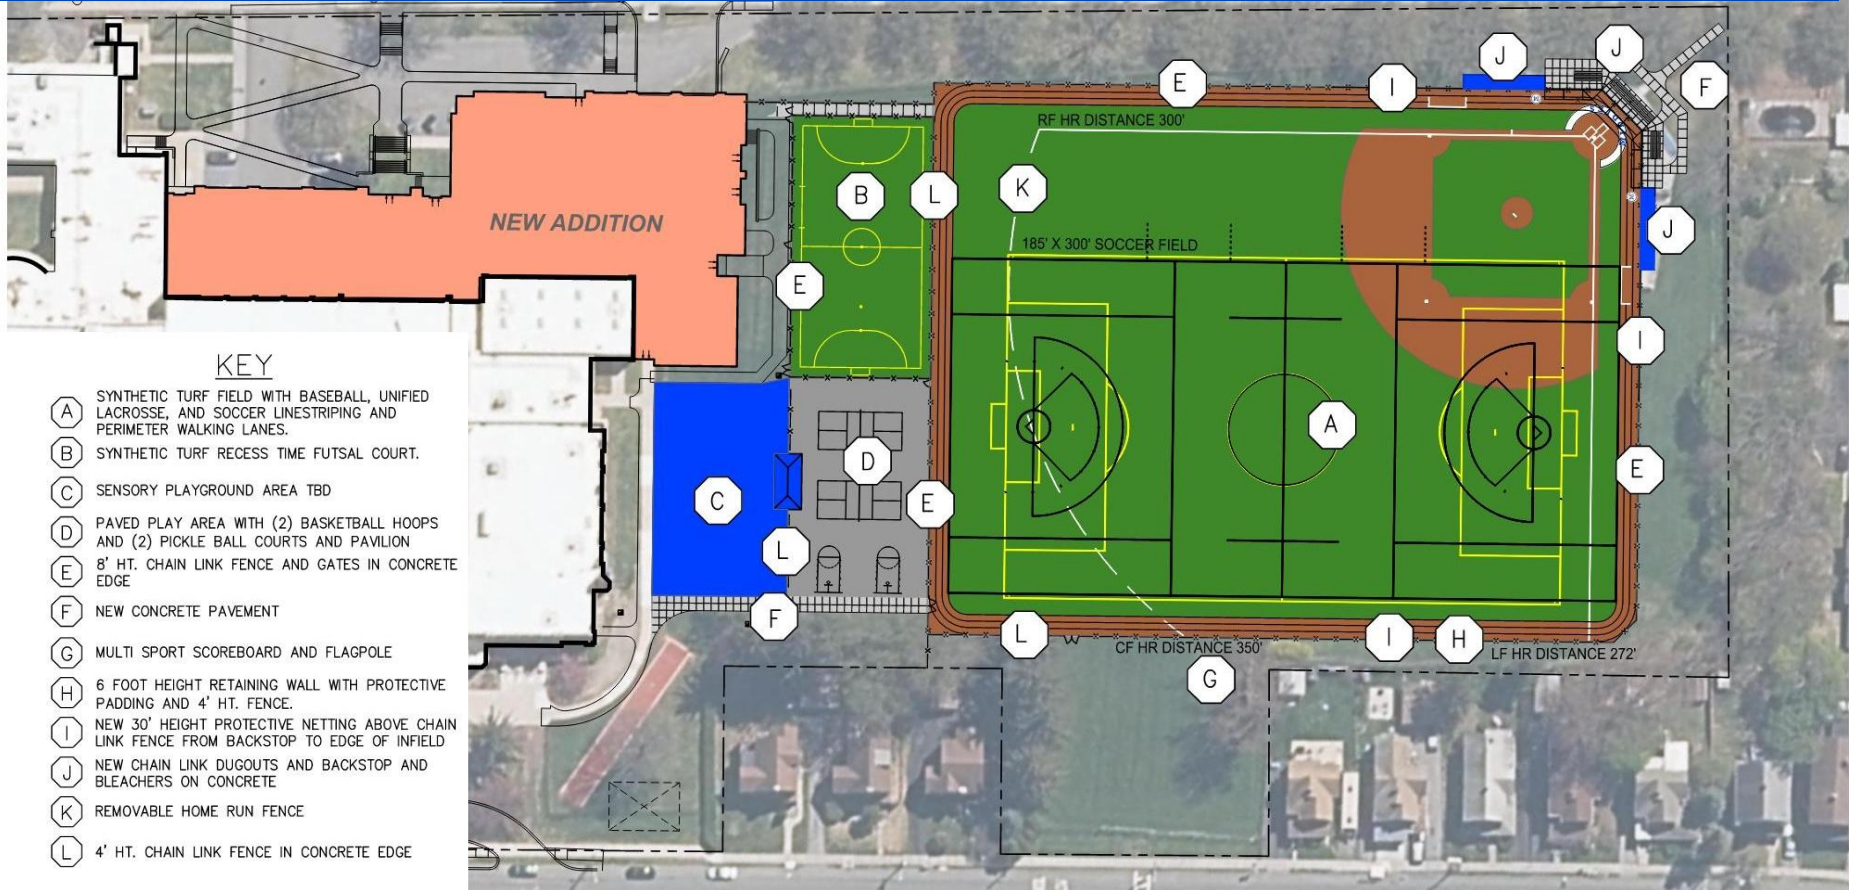 J
J
E
I
F
RF HR DISTANCE 300'
K
B
L
NEW ADDITION
J
185' X 300' SOCCER FIELD
E
I
KEY
A SYNTHETIC TURF FIELD WITH BASEBALL, UNIFIED
LACROSSE, AND SOCCER LINESTRIPING AND
PERIMETER WALKING LANES.
B SYNTHETIC TURF RECESS TIME FUTSAL COURT.
C SENSORY PLAYGROUND AREA TBD
D PAVED PLAY AREA WITH (2) BASKETBALL HOOPS
AND (2) PICKLE BALL COURTS AND PAVILION
E 8' HT. CHAIN LINK FENCE AND GATES IN CONCRETE
EDGE
F NEW CONCRETE PAVEMENT
G MULTI SPORT SCOREBOARD AND FLAGPOLE
H 6 FOOT HEIGHT RETAINING WALL WITH PROTECTIVE
PADDING AND 4' HT. FENCE.
I NEW 30' HEIGHT PROTECTIVE NETTING ABOVE CHAIN
LINK FENCE FROM BACKSTOP TO EDGE OF INFIELD
J NEW CHAIN LINK DUGOUTS AND BACKSTOP AND
BLEACHERS ON CONCRETE
K REMOVABLE HOME RUN FENCE
L 4' HT. CHAIN LINK FENCE IN CONCRETE EDGE
A
D
E
C
E
L
F
L
I
H
CF HR DISTANCE 350'
LF HR DISTANCE 272'
G